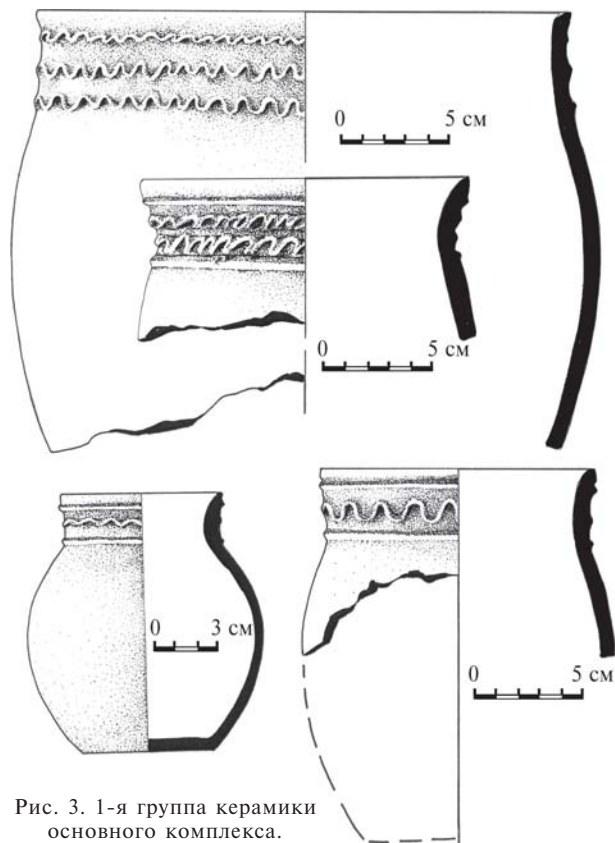 0 5 см
0 5 см
0 3 см
0 5 см
Рис. 3. 1-я группа керамики
основного комплекса.